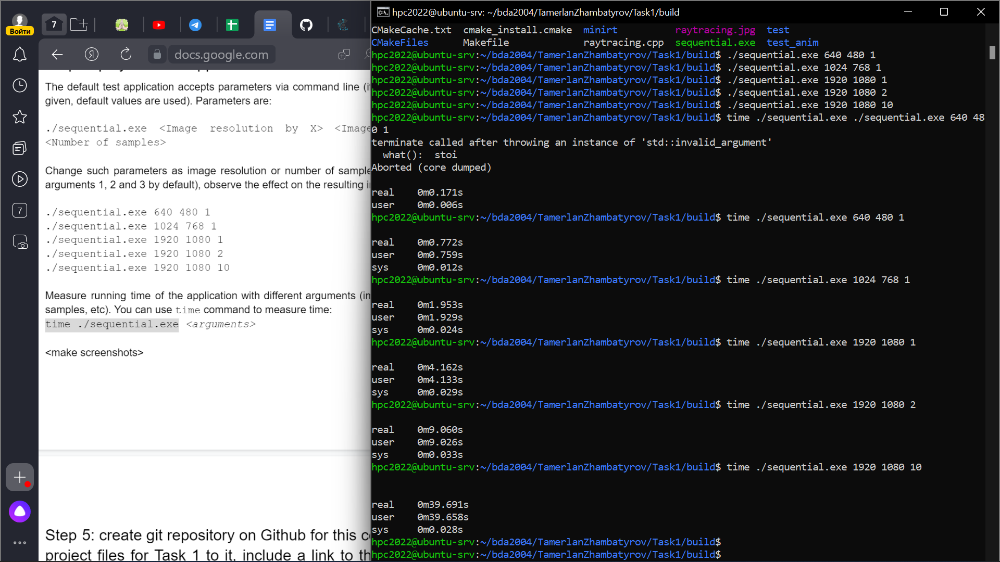 Войти
7
7
docs.google.com
The default test application accepts parameters via command line (i
given, default values are used). Parameters are:
./sequential.exe <Image resolution by X> <Image
<Number of samples>
Change such parameters as image resolution or number of sample
arguments 1, 2 and 3 by default), observe the effect on the resulting i
./sequential.exe 640 480 1
./sequential.exe 1024 768 1
./sequential.exe 1920 1080 1
./sequential.exe 1920 1080 2
./sequential.exe 1920 1080 10
Measure running time of the application with different arguments (i
samples, etc). You can use time command to measure time:
time ./sequential.exe <arguments>
<make screenshots>
Step 5: create git repository on Github for this c
project files for Task 1 to it, include a link to th
hpc2022@ubuntu-srv: ~/bda2004/TamerlanZhambatyrov/Task1/build
CMakeCache.txt cmake_install.cmake minirt raytracing.jpg test
CMakeFiles Makefile raytracing.cpp sequential.exe test_anim
hpc2022@ubuntu-srv:~/bda2004/TamerlanZhambatyrov/Task1/build$ ./sequential.exe 640 480 1
hpc2022@ubuntu-srv:~/bda2004/TamerlanZhambatyrov/Task1/build$ ./sequential.exe 1024 768 1
hpc2022@ubuntu-srv:~/bda2004/TamerlanZhambatyrov/Task1/build$ ./sequential.exe 1920 1080 1
hpc2022@ubuntu-srv:~/bda2004/TamerlanZhambatyrov/Task1/build$ ./sequential.exe 1920 1080 2
hpc2022@ubuntu-srv:~/bda2004/TamerlanZhambatyrov/Task1/build$ ./sequential.exe 1920 1080 10
hpc2022@ubuntu-srv:~/bda2004/TamerlanZhambatyrov/Task1/build$ time ./sequential.exe ./sequential.exe 640 48
0 1
terminate called after throwing an instance of 'std::invalid_argument'
what(): stoi
Aborted (core dumped)
real 0m0.171s
user 0m0.006s
hpc2022@ubuntu-srv:~/bda2004/TamerlanZhambatyrov/Task1/build$ time ./sequential.exe 640 480 1
real 0m0.772s
user 0m0.759s
sys 0m0.012s
hpc2022@ubuntu-srv:~/bda2004/TamerlanZhambatyrov/Task1/build$ time ./sequential.exe 1024 768 1
real 0m1.953s
user 0m1.929s
sys 0m0.024s
hpc2022@ubuntu-srv:~/bda2004/TamerlanZhambatyrov/Task1/build$ time ./sequential.exe 1920 1080 1
real 0m4.162s
user 0m4.133s
sys 0m0.029s
hpc2022@ubuntu-srv:~/bda2004/TamerlanZhambatyrov/Task1/build$ time ./sequential.exe 1920 1080 2
real 0m9.060s
user 0m9.026s
sys 0m0.033s
hpc2022@ubuntu-srv:~/bda2004/TamerlanZhambatyrov/Task1/build$ time ./sequential.exe 1920 1080 10
real 0m39.691s
user 0m39.658s
sys 0m0.028s
hpc2022@ubuntu-srv:~/bda2004/TamerlanZhambatyrov/Task1/build$
hpc2022@ubuntu-srv:~/bda2004/TamerlanZhambatyrov/Task1/build$